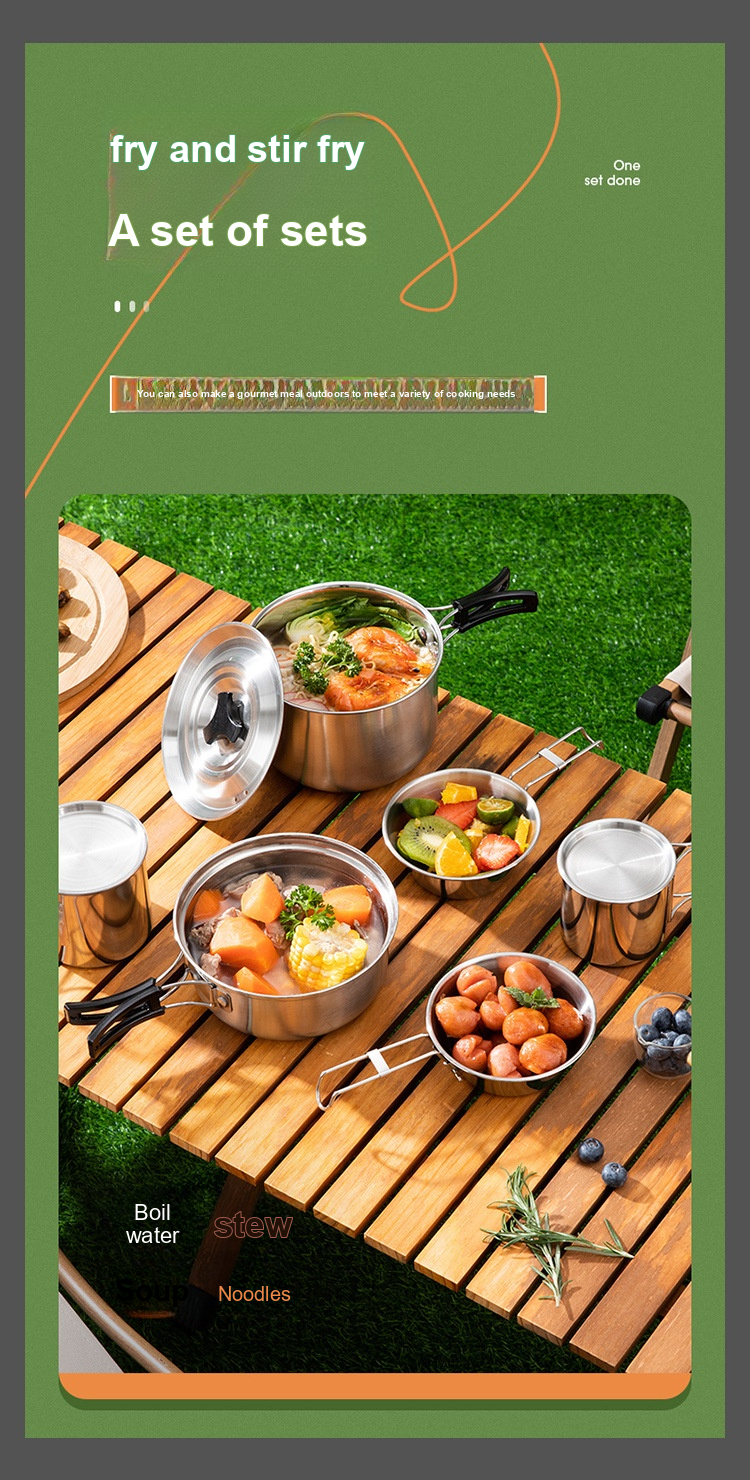 fry and stir fry
One
set done
A set of sets
You can also make a gourmet meal outdoors to meet a variety of cooking needs
Boil
water
stew
Soup
Noodles